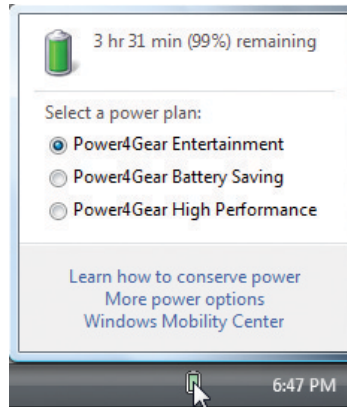 3 hr 31 min (99%) remaining
Select a power plan:
Power4Gear Entertainment
Power4Gear Battery Saving
Power4Gear High Performance
Learn how to conserve power
More power options
Windows Mobility Center
6:47 PM